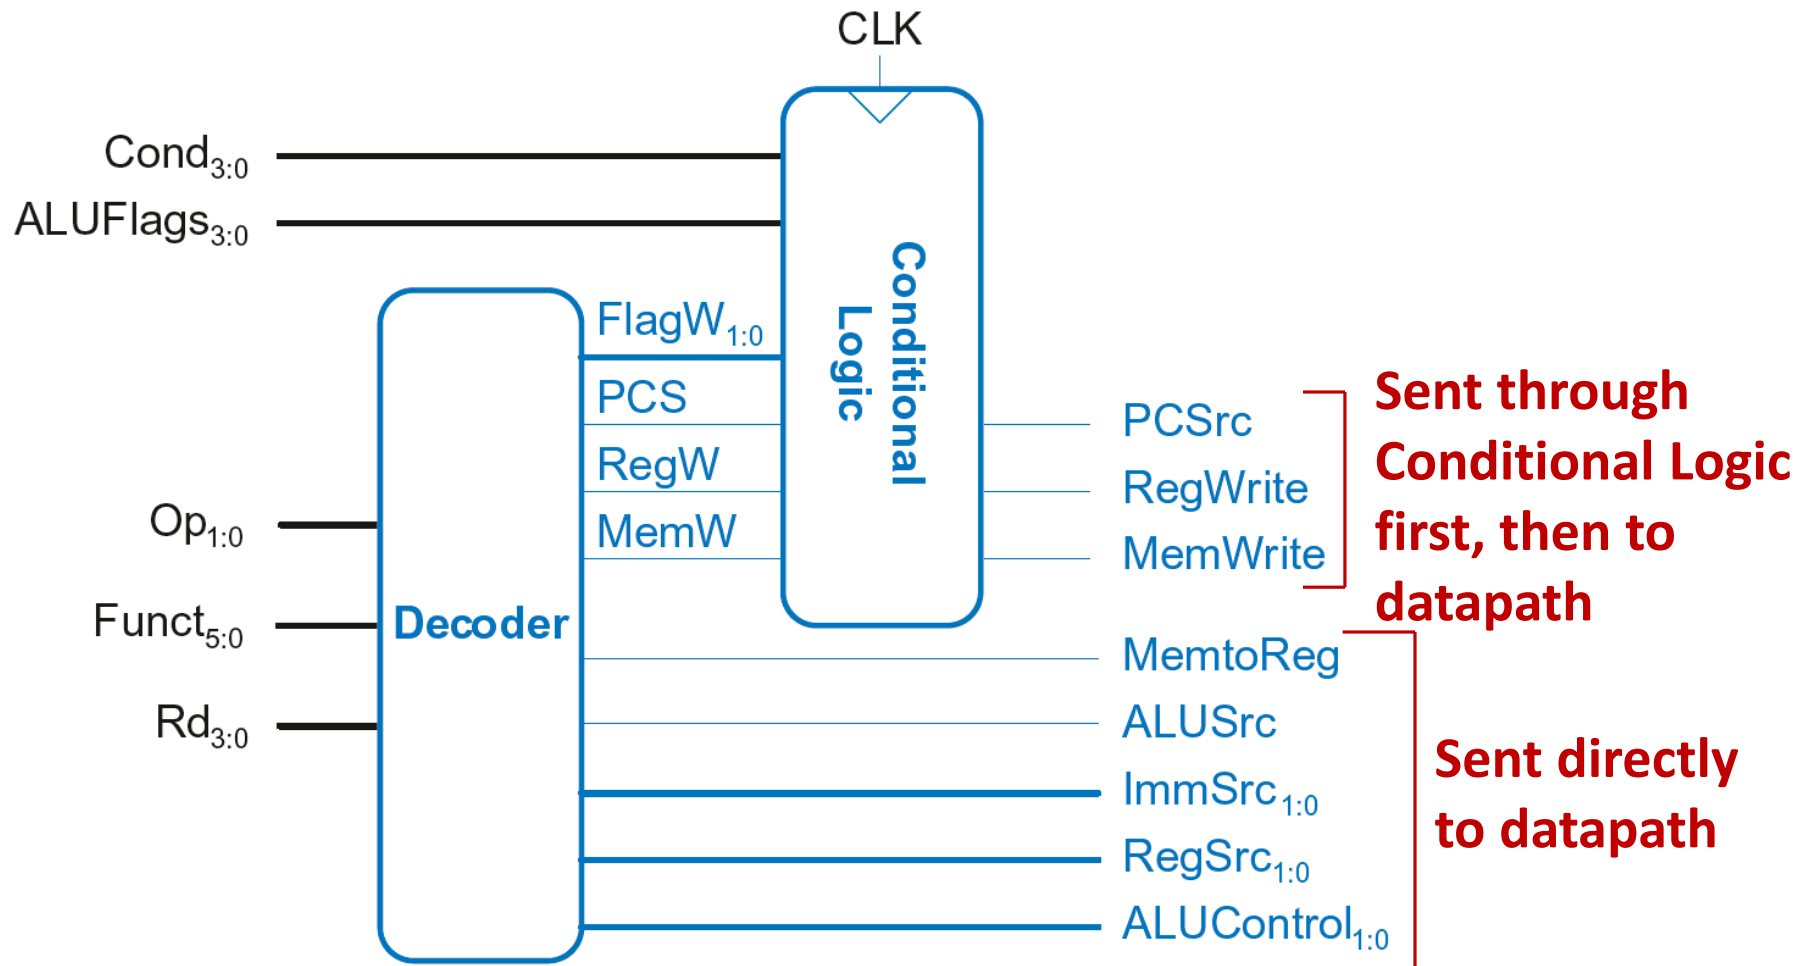 CLK
Cond3:0
ALUFlags3:0
Conditional
Logic
FlagW1:0
PCS
RegW
MemW
PCSrc
RegWrite
MemWrite
Sent through
Conditional Logic
first, then to
datapath
Op1:0
Funct5:0
Rd3:0
Decoder
MemtoReg
ALUSrc
ImmSrc1:0
RegSrc1:0
ALUControl1:0
Sent directly
to datapath